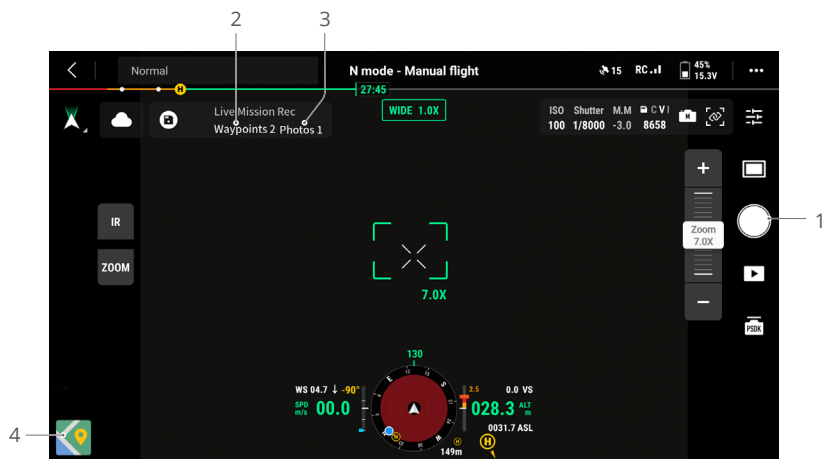 2
3
Normal
N mode - Manual flight
15
RC
45%
15.3V
H
27:45
Live Mission Rec
Waypoints 2 Photos 1
WIDE 1.0X
ISO Shutter M.M C V I
100 1/8000 -3.0 8658
M
+
IR
1
Zoom
7.0X
ZOOM
7.0X
−
PSDK
130
WS 04.7 ↓ -90°
2.5
0.0 VS
SPD
m/s
00.0
028.3
ALT
m
0031.7 ASL
E
S
W
12
15
H
149m
H
4